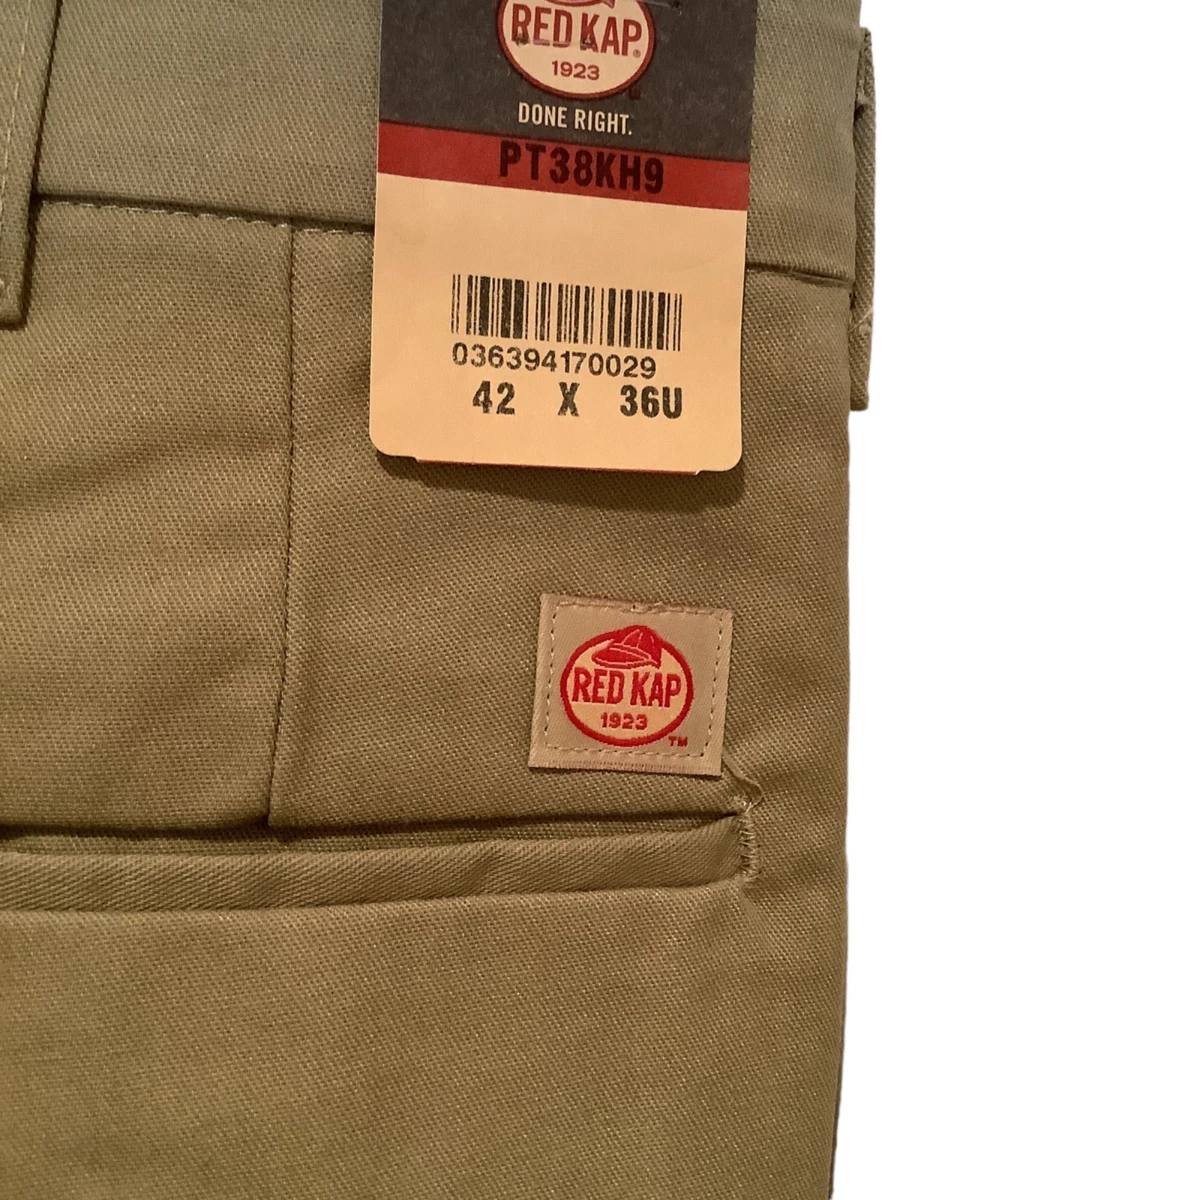 RED KAP®
1923
DONE RIGHT.
PT38KH9
036394170029
42 X 36U
RED KAP
1923
TM